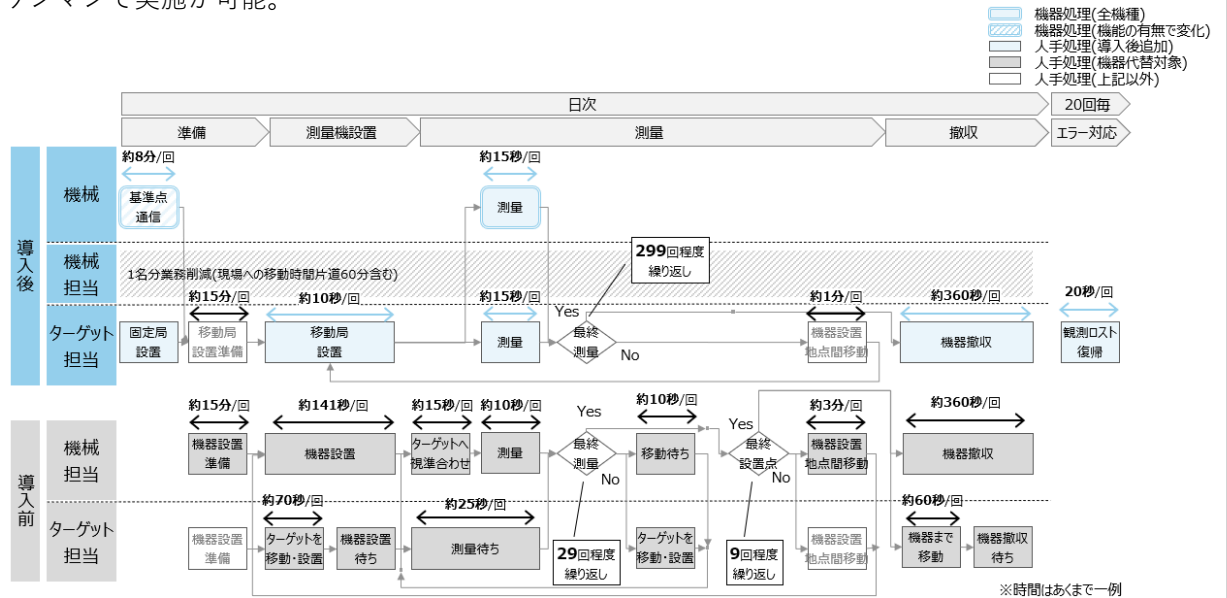 ワンマンで実施が可能。
機器処理(全機種)
機器処理(機能の有無で変化)
人手処理(導入後追加)
人手処理(機器代替対象)
人手処理(上記以外)
日次
20回毎
準備
測量機設置
測量
撤収
エラー対応
導入後
機械
約8分/回
基準点
通信
約15秒/回
測量
機械
担当
1名分業務削減(現場への移動時間片道60分含む)
299回程度
繰り返し
ターゲット
担当
固定局
設置
約15分/回
移動局
設置準備
約10秒/回
移動局
設置
約15秒/回
測量
Yes
最終
測量
No
約1分/回
機器設置
地点間移動
約360秒/回
機器撤収
20秒/回
観測ロスト
復帰
導入前
機械
担当
約15分/回
機器設置
準備
約141秒/回
機器設置
約15秒/回
ターゲットへ
視準合わせ
約10秒/回
測量
Yes
最終
測量
No
約10秒/回
移動待ち
Yes
最終
設置点
No
約3分/回
機器設置
地点間移動
約360秒/回
機器撤収
ターゲット
担当
機器設置
準備
約70秒/回
ターゲットを
移動・設置
機器設置
待ち
約25秒/回
測量待ち
29回程度
繰り返し
ターゲットを
移動・設置
9回程度
繰り返し
機器設置
地点間移動
約60秒/回
機器まで
移動
機器撤収
待ち
※時間はあくまで一例